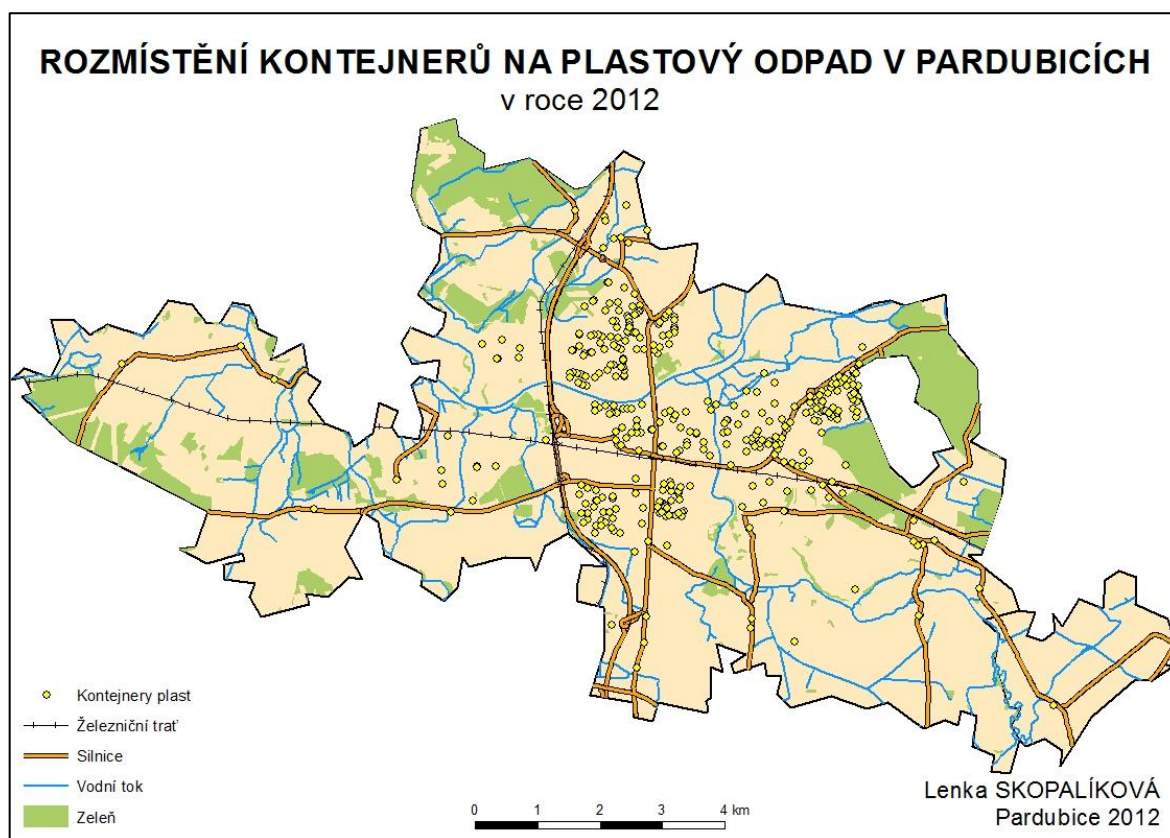 ROZMÍSTĚNÍ KONTEJNERŮ NA PLASTOVÝ ODPAD V PARDUBICÍCH
v roce 2012
Kontejnery plast
Železniční trať
Silnice
Vodní tok
Zeleň
0 1 2 3 4 km
Lenka SKOPALÍKOVÁ
Pardubice 2012